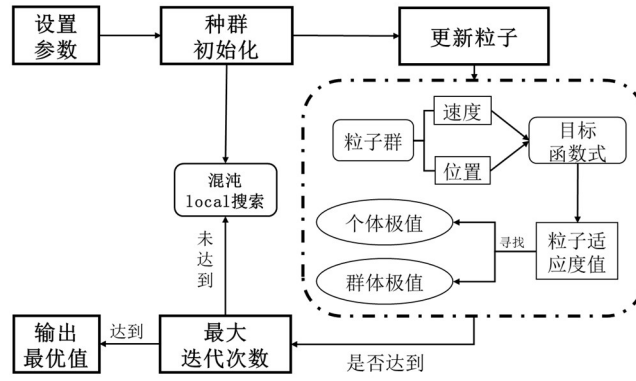 设置
参数
种群
初始化
更新粒子
速度
粒子群
位置
目标
函数式
混沌
local搜索
个体极值
寻找
粒子适
应度值
群体极值
未
达
到
输出
最优值
达到
最大
迭代次数
是否达到